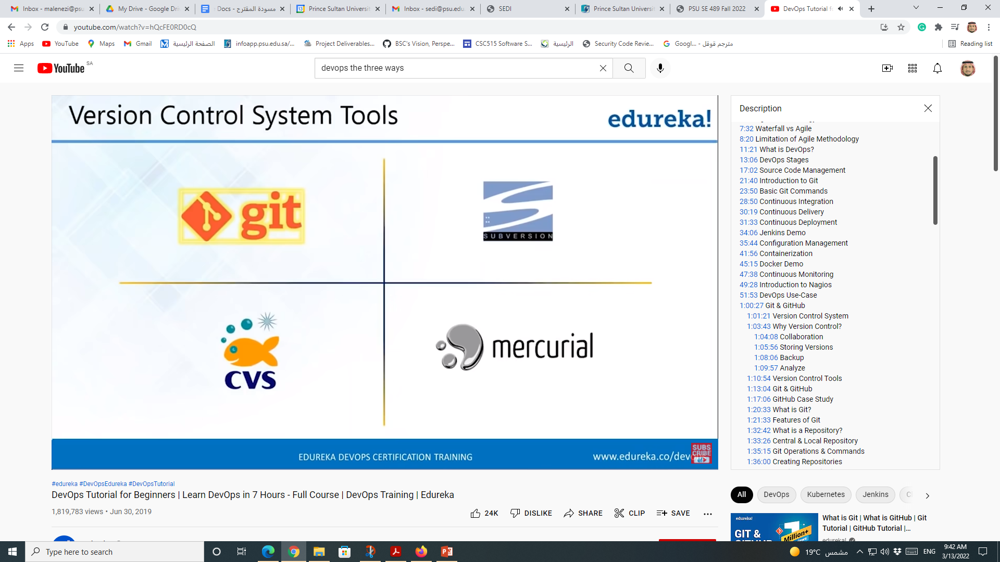 Inbox - malenezi@psu
My Drive - Google Dri
مسودة المقترح - Docs
Prince Sultan Universit
Inbox - sedi@psu.edu.
SEDI
Prince Sultan Universit
PSU SE 489 Fall 2022
DevOps Tutorial fo
youtube.com/watch?v=hQcFE0RD0cQ
Apps
YouTube
Maps
Gmail
الصفحة الرئيسية
infoapp.psu.edu.sa/...
Project Deliverables...
BSC's Vision, Perspe...
CSC515 Software S...
الرئيسية
Security Code Revie...
مترجم قوقل - Googl...
Reading list
YouTube SA
devops the three ways
Version Control System Tools
edureka!
git
SUBVERSION
CVS
mercurial
EDUREKA DEVOPS CERTIFICATION TRAINING
www.edureka.co/dev
SUBS
CRIBE
Description
7:32 Waterfall vs Agile
8:20 Limitation of Agile Methodology
11:21 What is DevOps?
13:06 DevOps Stages
17:02 Source Code Management
21:40 Introduction to Git
23:50 Basic Git Commands
28:50 Continuous Integration
30:19 Continuous Delivery
31:33 Continuous Deployment
34:06 Jenkins Demo
35:44 Configuration Management
41:56 Containerization
45:15 Docker Demo
47:38 Continuous Monitoring
49:28 Introduction to Nagios
51:53 DevOps Use-Case
1:00:27 Git & GitHub
1:01:21 Version Control System
1:03:43 Why Version Control?
1:04:08 Collaboration
1:05:56 Storing Versions
1:08:06 Backup
1:09:57 Analyze
1:10:54 Version Control Tools
1:13:04 Git & GitHub
1:17:06 GitHub Case Study
1:20:33 What is Git?
1:21:33 Features of Git
1:32:42 What is a Repository?
1:33:26 Central & Local Repository
1:35:15 Git Operations & Commands
1:36:00 Creating Repositories
#edureka #DevOpsEdureka #DevOpsTutorial
DevOps Tutorial for Beginners | Learn DevOps in 7 Hours - Full Course | DevOps Training | Edureka
1,819,783 views • Jun 30, 2019
24K
DISLIKE
SHARE
CLIP
SAVE
All
DevOps
Kubernetes
Jenkins
edureka!
GIT &
Million+
What is Git | What is GitHub | Git
Tutorial | GitHub Tutorial |...
edureka!
Type here to search
19°C مشمس
ENG
9:42 AM
3/13/2022